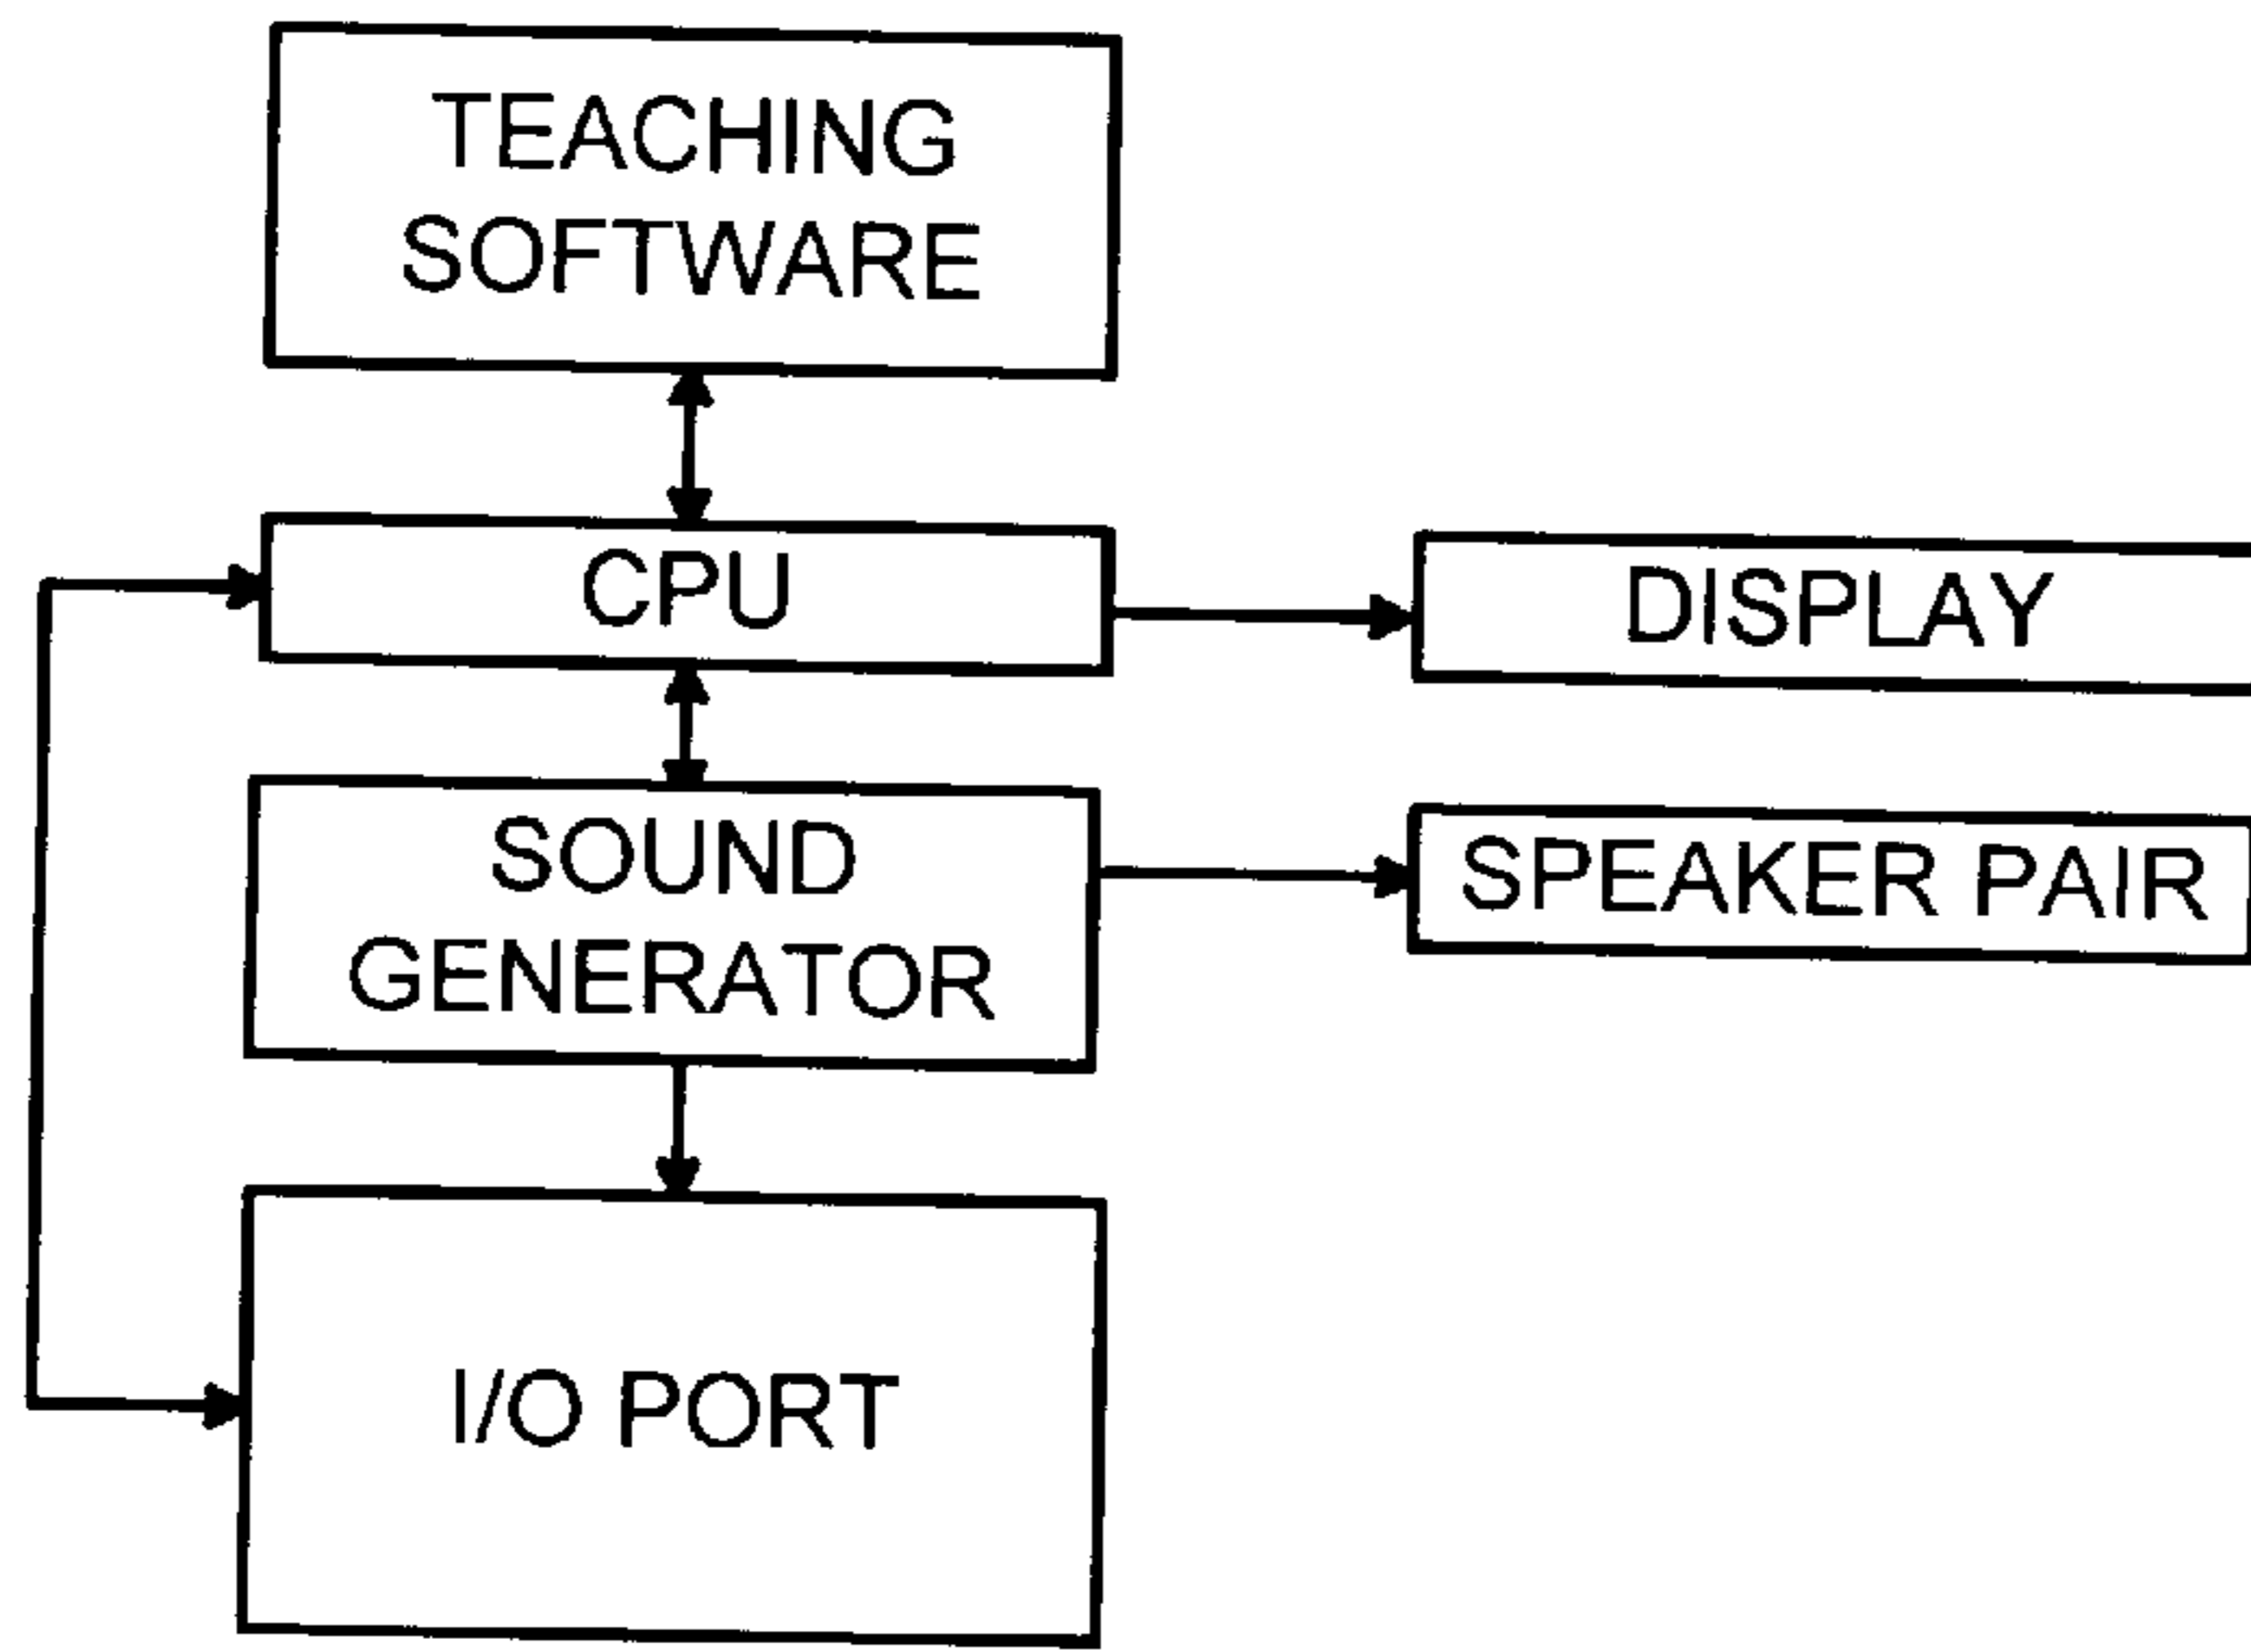 TEACHING
SOFTWARE
CPU
DISPLAY
SOUND
GENERATOR
SPEAKER PAIR
I/O PORT